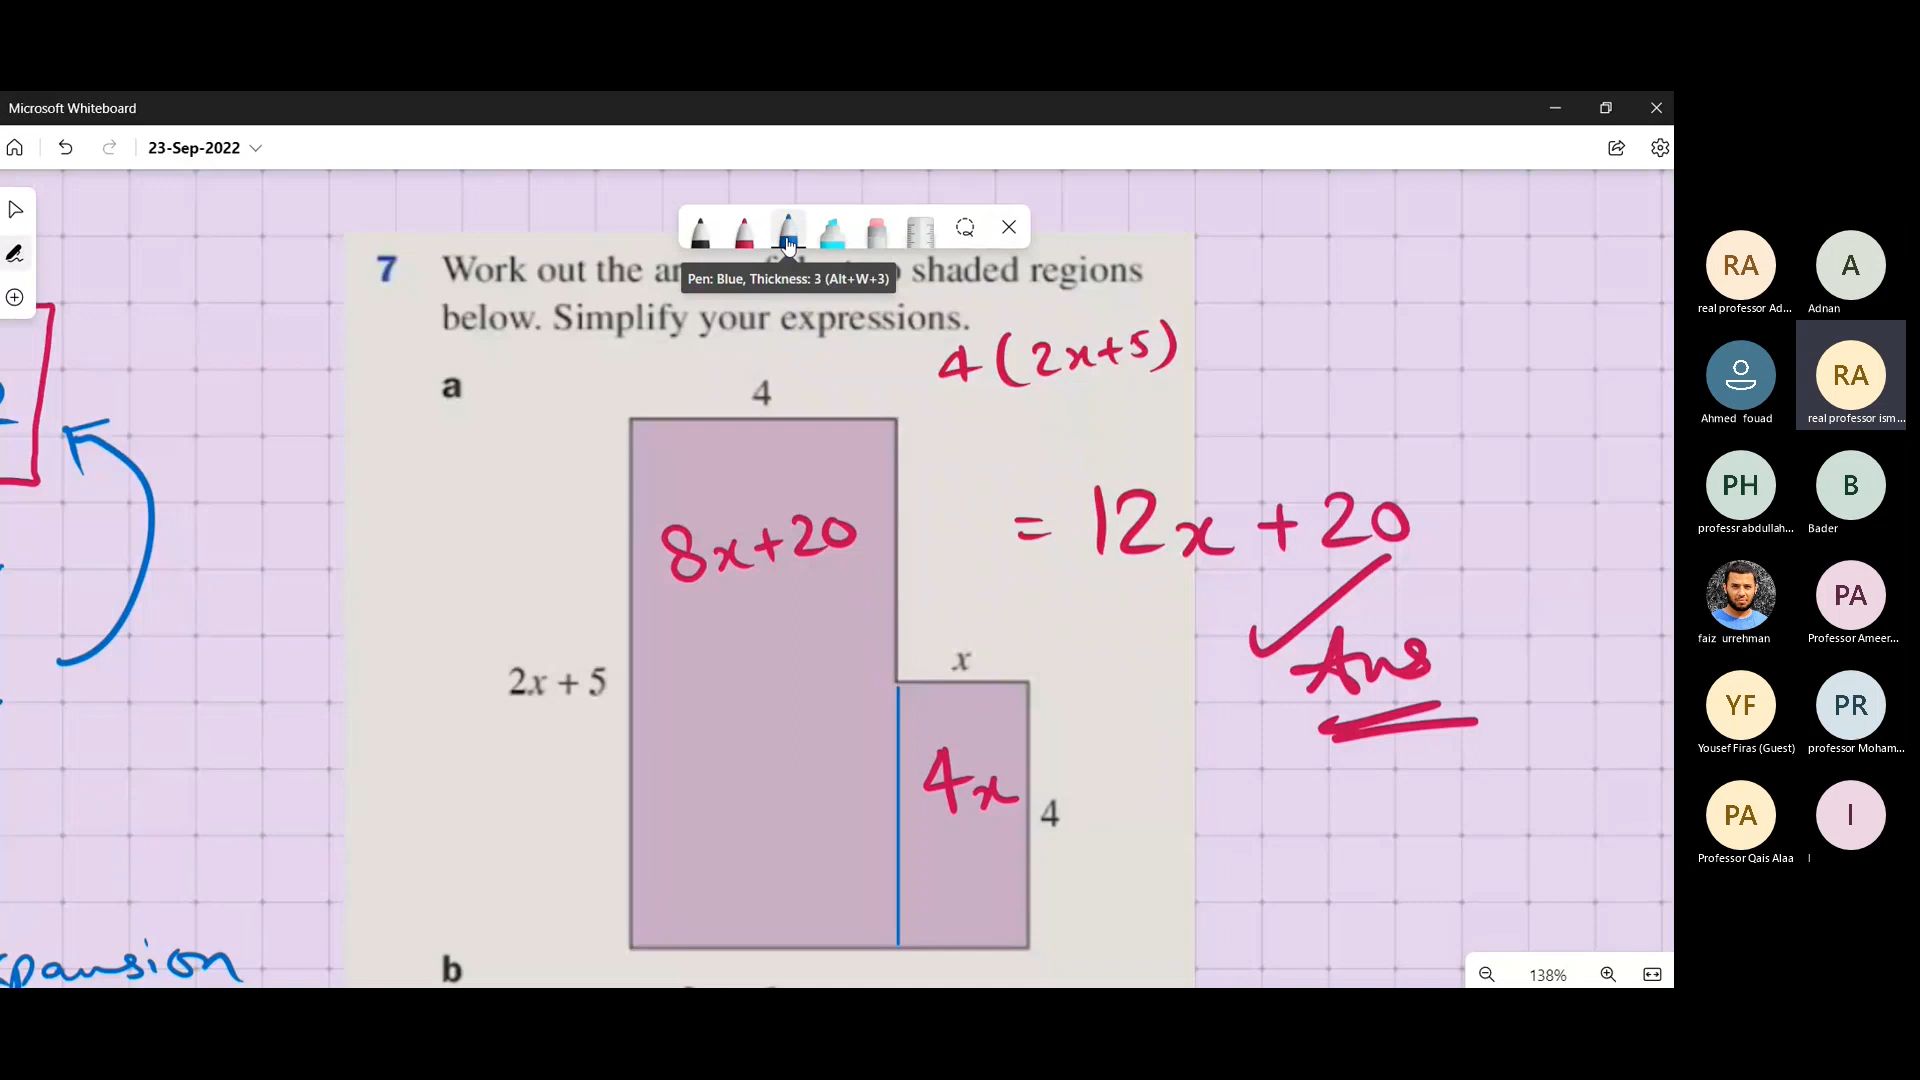 Microsoft Whiteboard
23-Sep-2022
7 Work out the ar shaded regions
Pen: Blue, Thickness: 3 (Alt+W+3)
below. Simplify your expressions.
4(2x+5)
a
4
8x+20
= 12x + 20
Ans
2x + 5
x
4x
4
b
pansion
138%
RA
real professor Ad...
A
Adnan
Ahmed fouad
RA
real professor ism...
PH
professr abdullah...
B
Bader
faiz urrehman
PA
Professor Ameer...
YF
Yousef Firas (Guest)
PR
professor Moham...
PA
Professor Qais Alaa
I
I